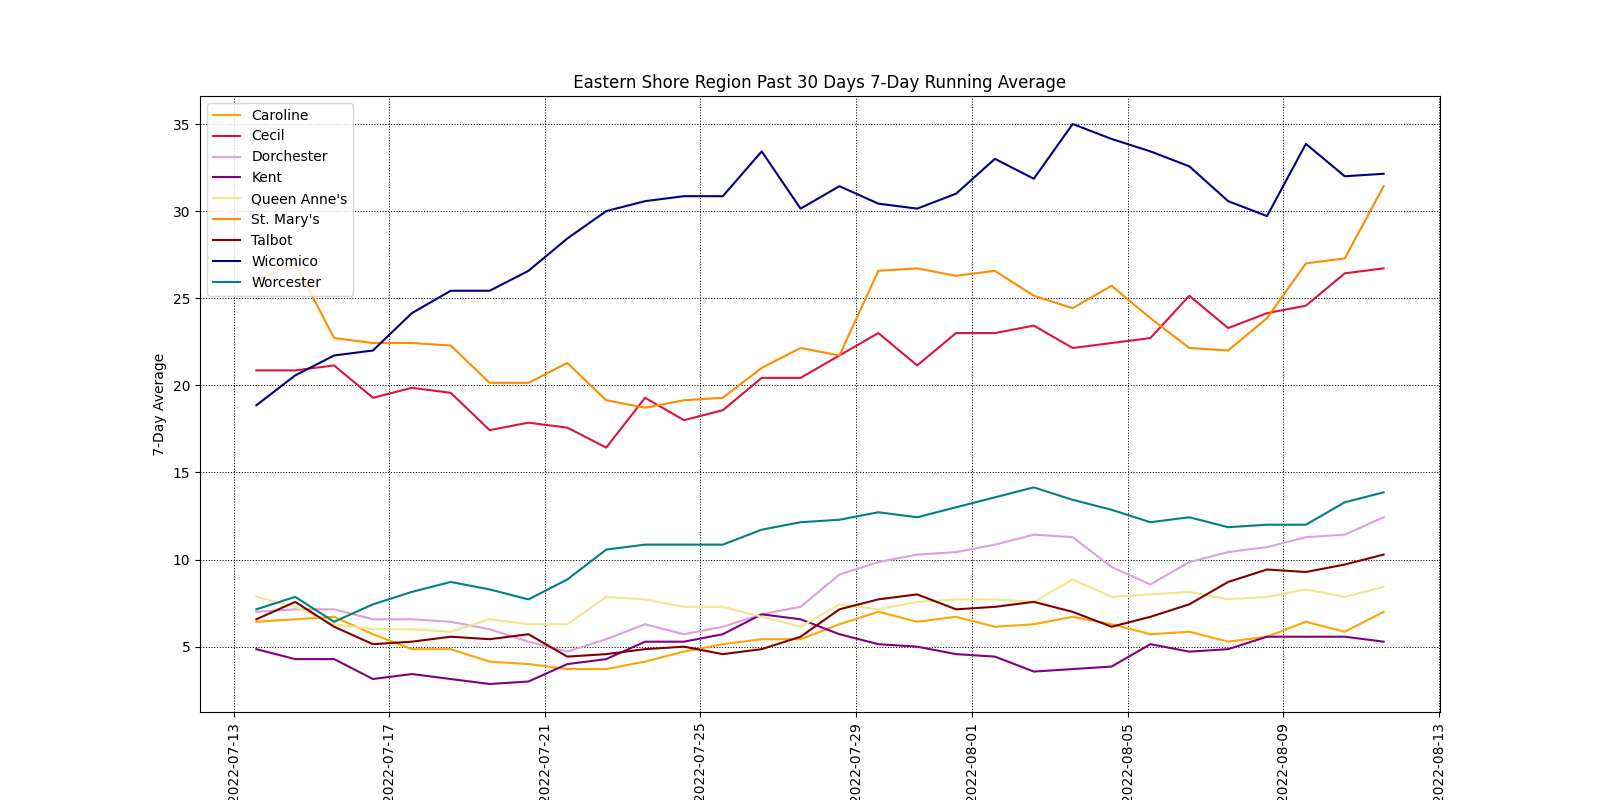 Eastern Shore Region Past 30 Days 7-Day Running Average
Caroline
Cecil
Dorchester
Kent
Queen Anne's
St. Mary's
Talbot
Wicomico
Worcester
7-Day Average
35
30
25
20
15
10
5
2022-07-13
2022-07-17
2022-07-21
2022-07-25
2022-07-29
2022-08-01
2022-08-05
2022-08-09
2022-08-13